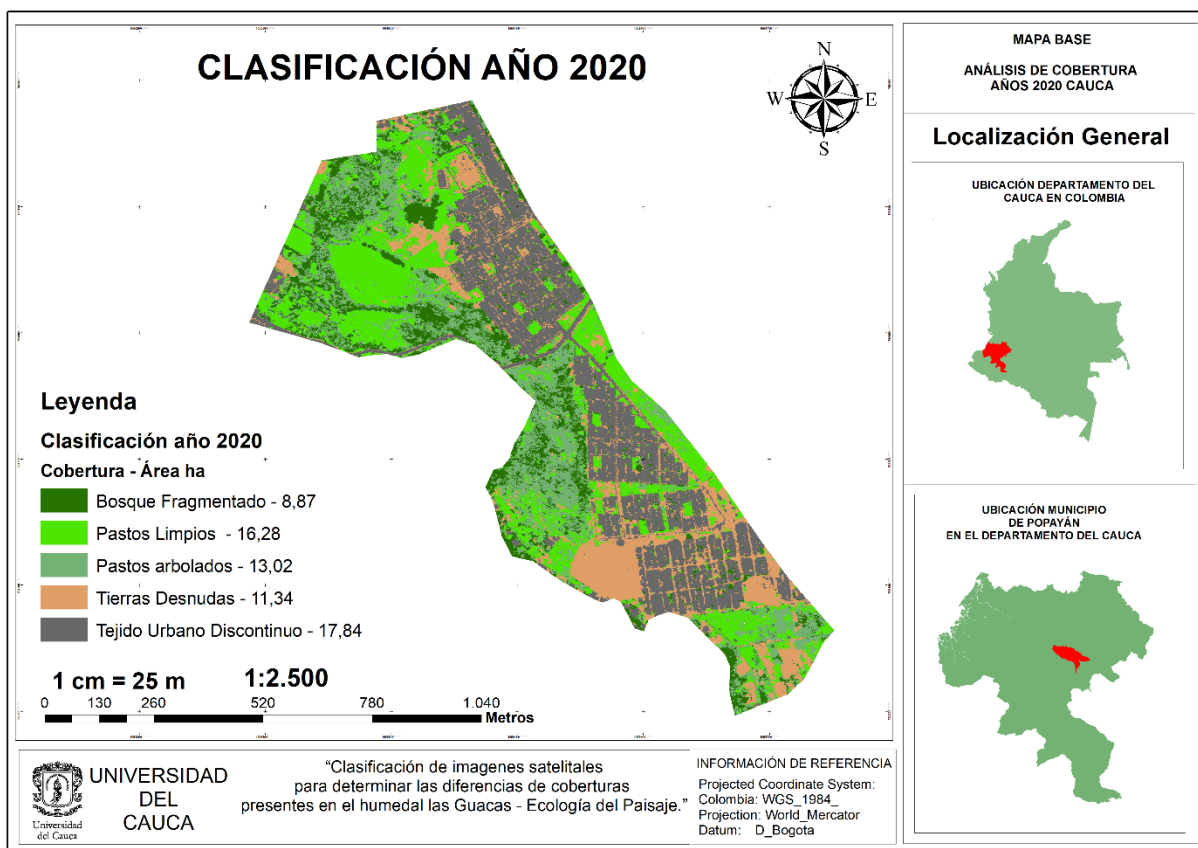 CLASIFICACIÓN AÑO 2020
N
W
E
S
Leyenda
Clasificación año 2020
Cobertura - Área ha
Bosque Fragmentado - 8,87
Pastos Limpios - 16,28
Pastos arbolados - 13,02
Tierras Desnudas - 11,34
Tejido Urbano Discontinuo - 17,84
1 cm = 25 m
1:2.500
0 130 260 520 780 1.040
Metros
MAPA BASE
ANÁLISIS DE COBERTURA
AÑOS 2020 CAUCA
Localización General
UBICACIÓN DEPARTAMENTO DEL
CAUCA EN COLOMBIA
UBICACIÓN MUNICIPIO
DE POPAYÁN
EN EL DEPARTAMENTO DEL CAUCA
Universidad
del Cauca
UNIVERSIDAD
DEL
CAUCA
"Clasificación de imagenes satelitales
para determinar las diferencias de coberturas
presentes en el humedal las Guacas - Ecología del Paisaje."
INFORMACIÓN DE REFERENCIA
Projected Coordinate System:
Colombia: WGS_1984_
Projection: World_Mercator
Datum: D_Bogota